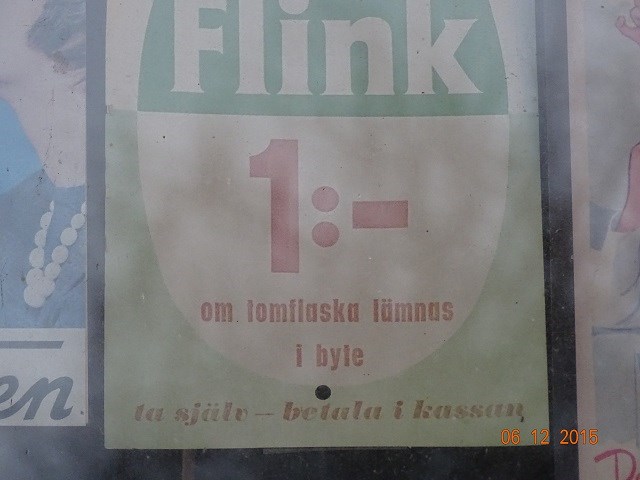 Flink
1:-
om tomflaska lämnas
i byte
ta själv – betala i kassan
en.
06 12 2015